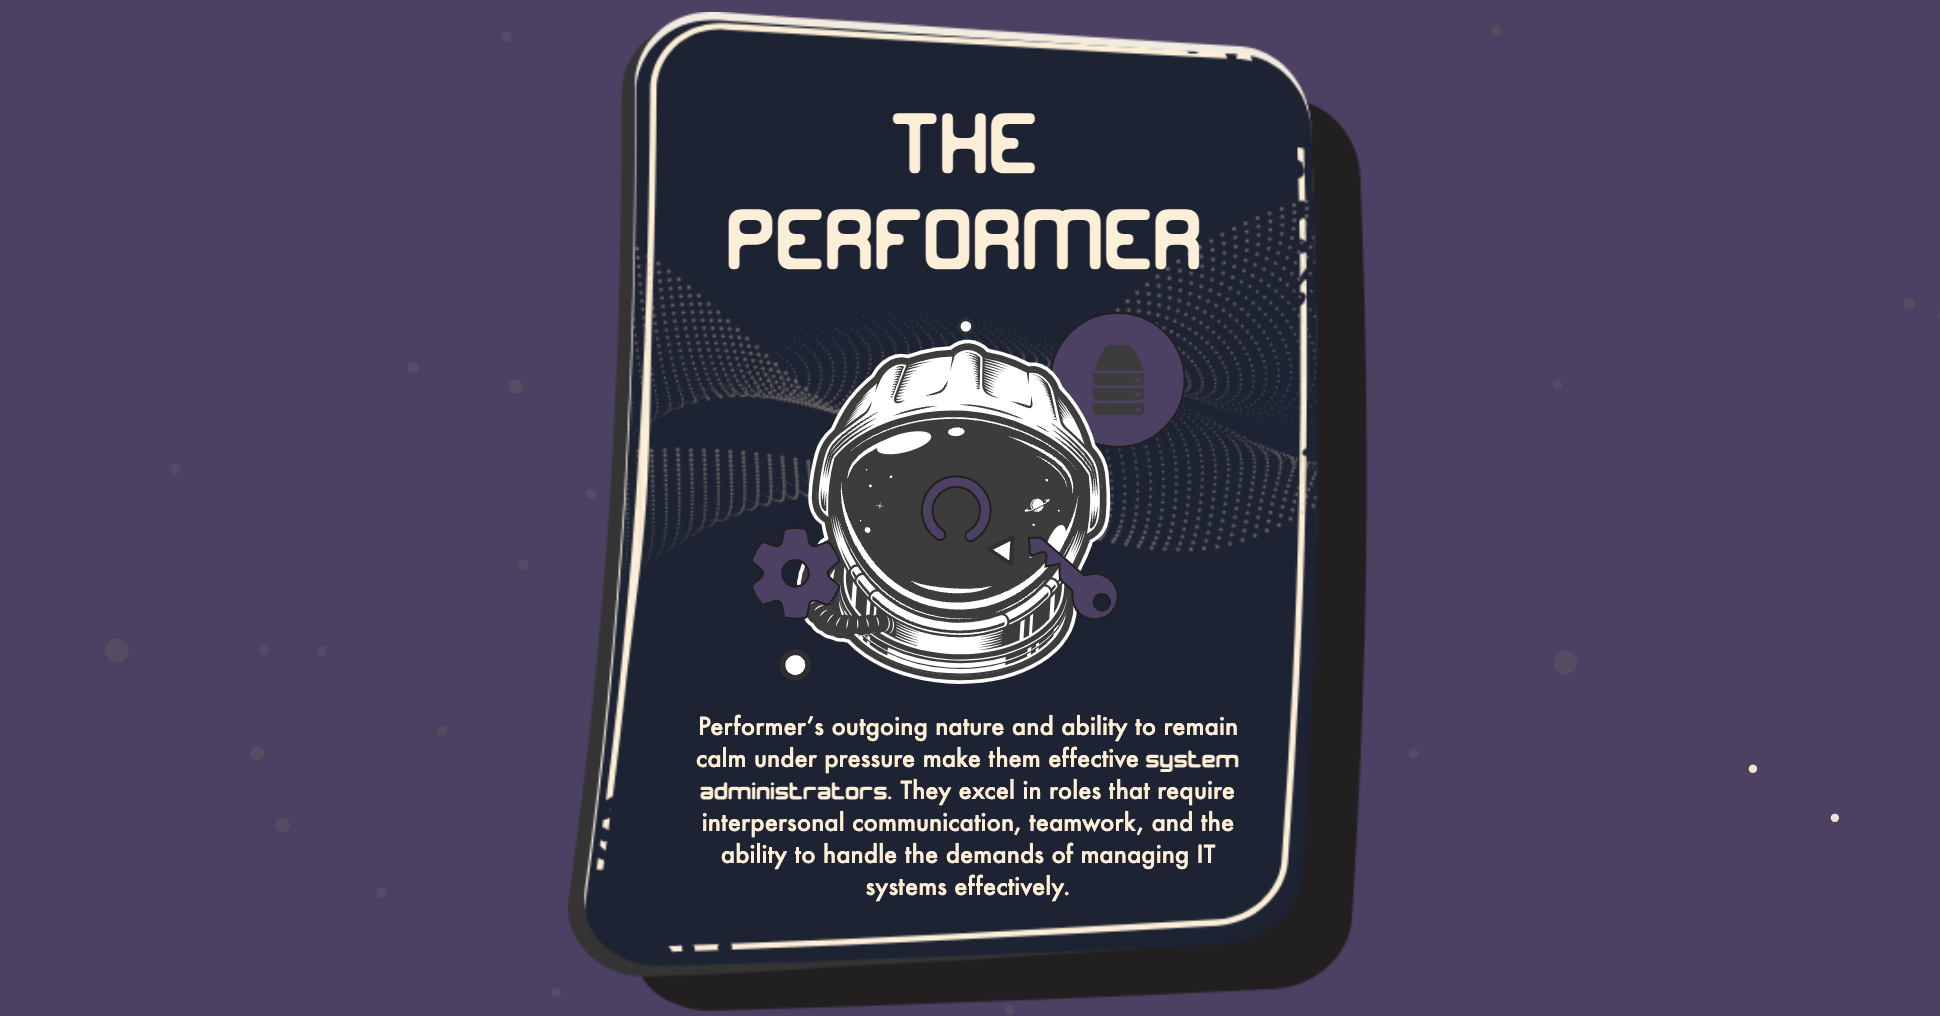 THE
PERFORMER
Performer's outgoing nature and ability to remain
calm under pressure make them effective system
administrators. They excel in roles that require
interpersonal communication, teamwork, and the
ability to handle the demands of managing IT
systems effectively.